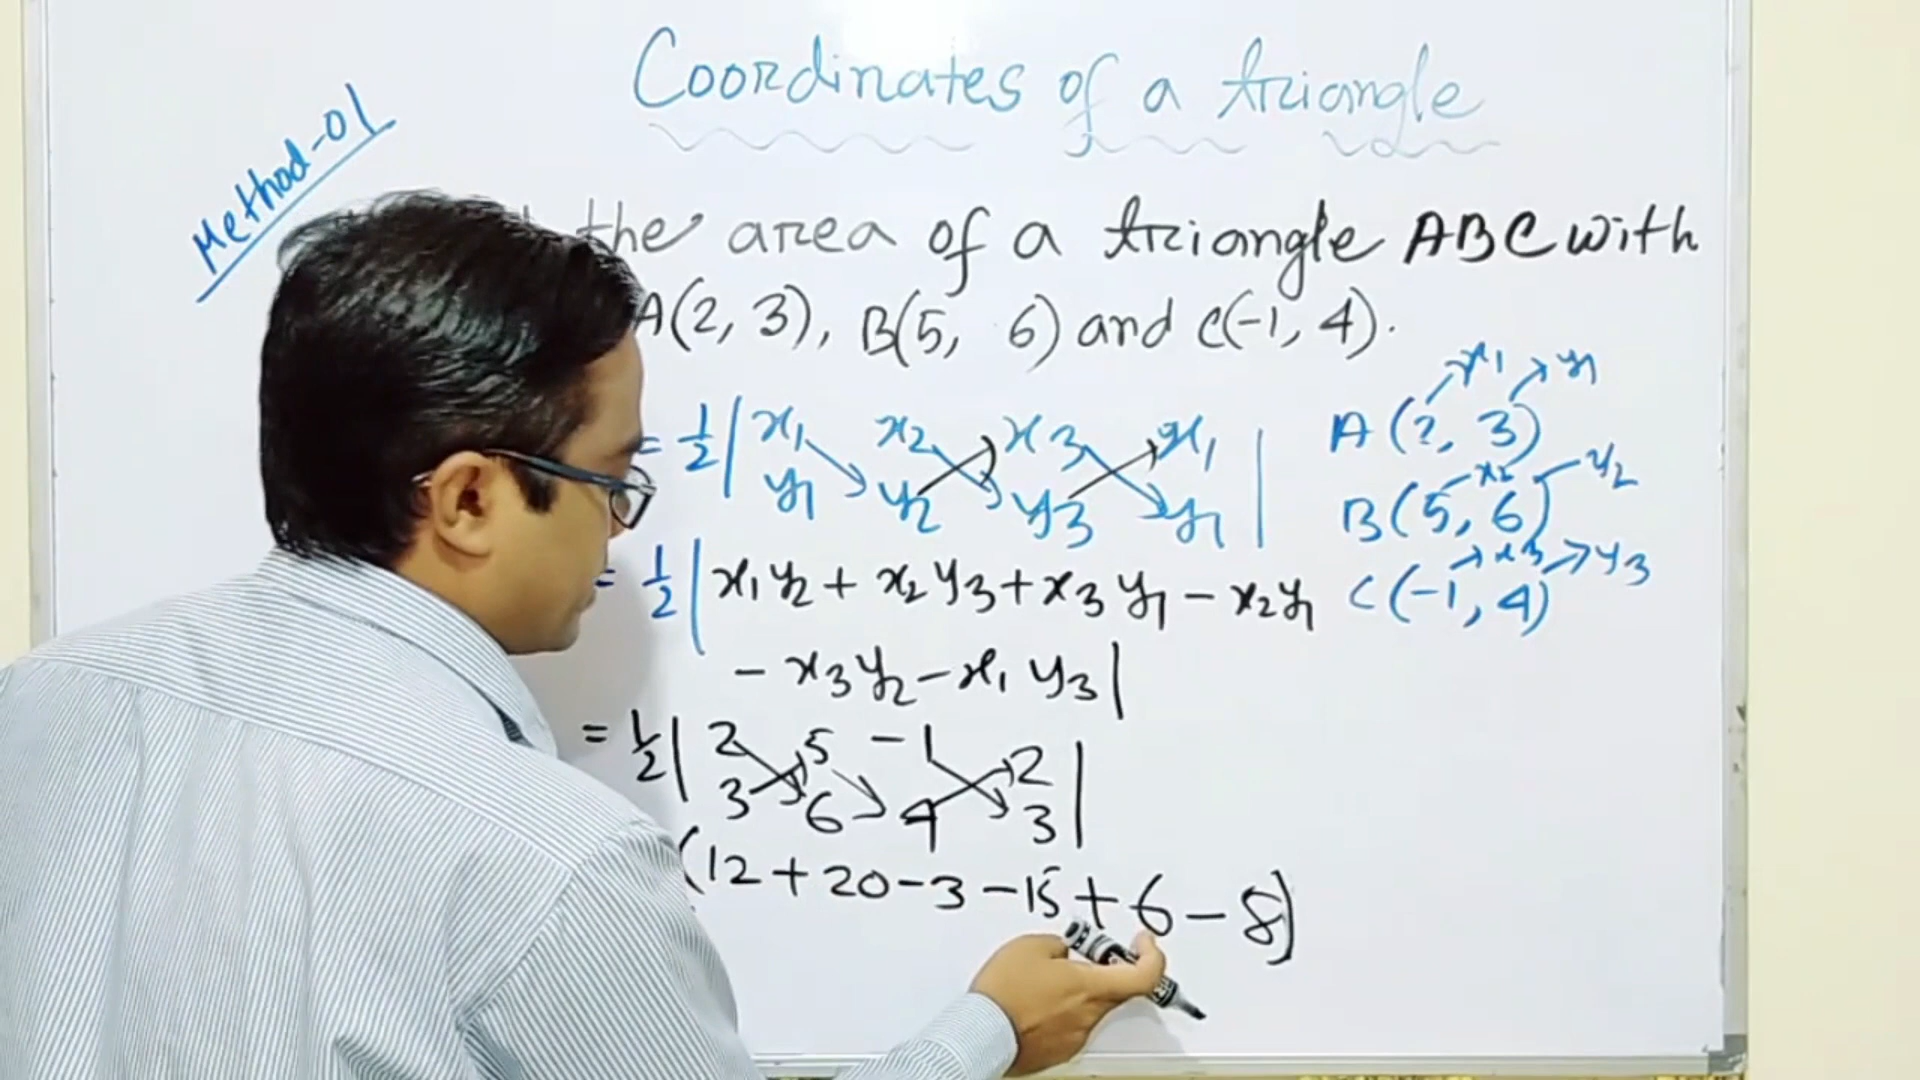 Coordinates of a triangle
Method-01
the area of a triangle ABC with
A(2, 3), B(5, 6) and C(-1, 4).
= 1/2 | x₁ x₂ x₃ x₁ |
y₁ y₂ y₃ y₁
x₁ y₁
A (2, 3)
x₂ y₂
B (5, 6)
x₃ y₃
C (-1, 4)
= 1/2 | x₁y₂ + x₂y₃ + x₃y₁ - x₂y₁
- x₃y₂ - x₁y₃ |
= 1/2 | 2 5 -1 2 |
3 6 4 3
(12 + 20 - 3 - 15 + 6 - 8)